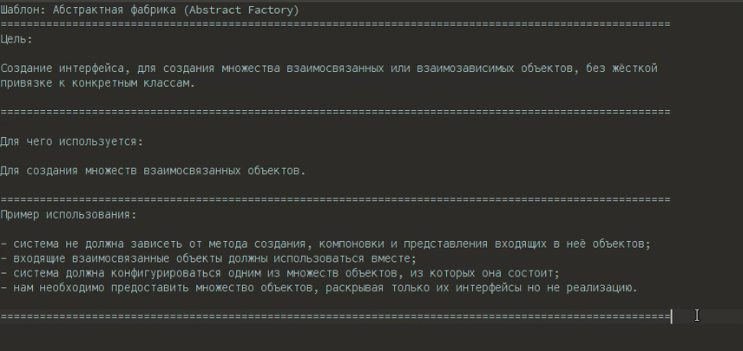 Шаблон: Абстрактная фабрика (Abstract Factory)
======================================================================================
Цель:
Создание интерфейса, для создания множества взаимосвязанных или взаимозависимых объектов, без жёсткой
привязке к конкретным классам.
======================================================================================
Для чего используется:
Для создания множеств взаимосвязанных объектов.
======================================================================================
Пример использования:
- система не должна зависеть от метода создания, компоновки и представления входящих в неё объектов;
- входящие взаимосвязанные объекты должны использоваться вместе;
- система должна конфигурироваться одним из множеств объектов, из которых она состоит;
- нам необходимо предоставить множество объектов, раскрывая только их интерфейсы но не реализацию.
======================================================================================